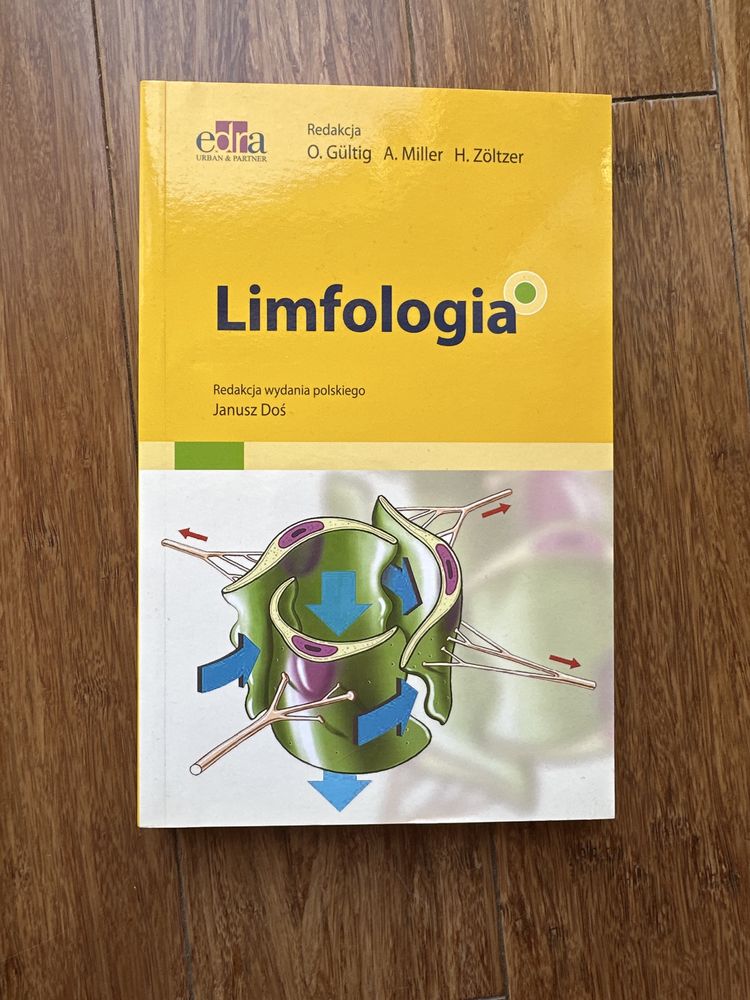 edra
URBAN & PARTNER
Redakcja
O. Gültig A. Miller H. Zöltzer
Limfologia
Redakcja wydania polskiego
Janusz Doś